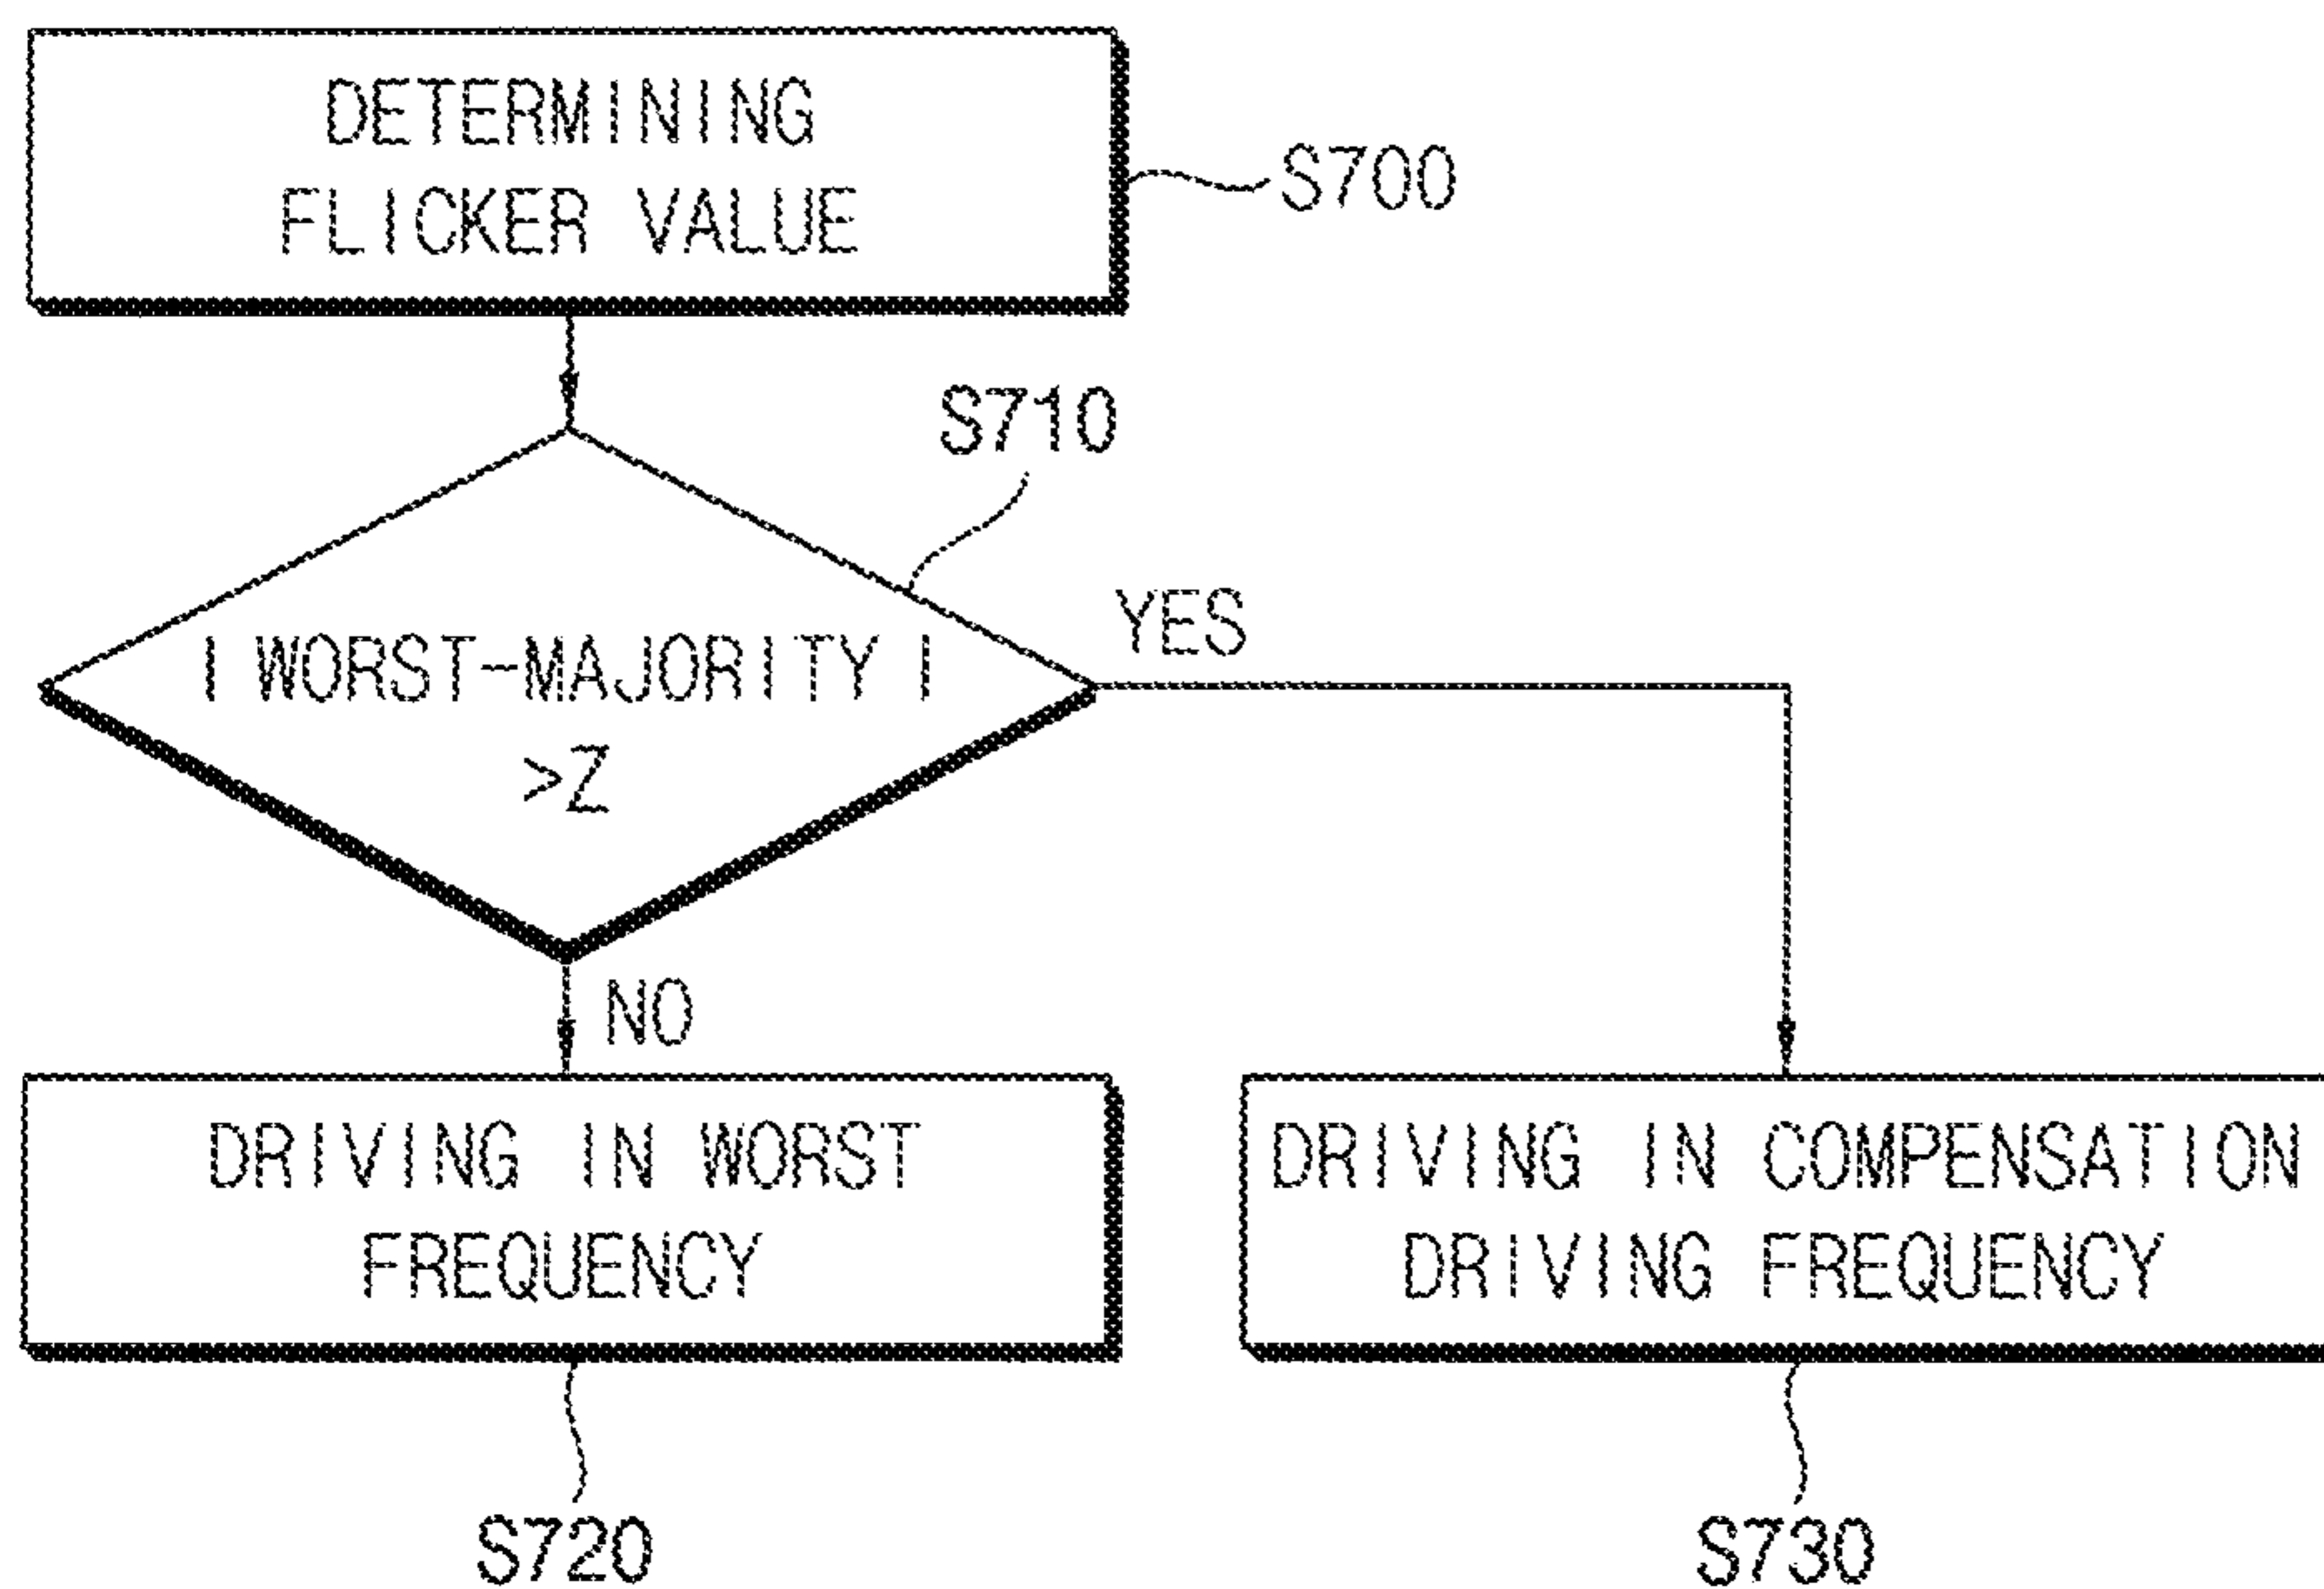 DETERMINING
FLICKER VALUE
S700
S710
| WORST-MAJORITY |
>Z
YES
NO
DRIVING IN WORST
FREQUENCY
DRIVING IN COMPENSATION
DRIVING FREQUENCY
S720
S730